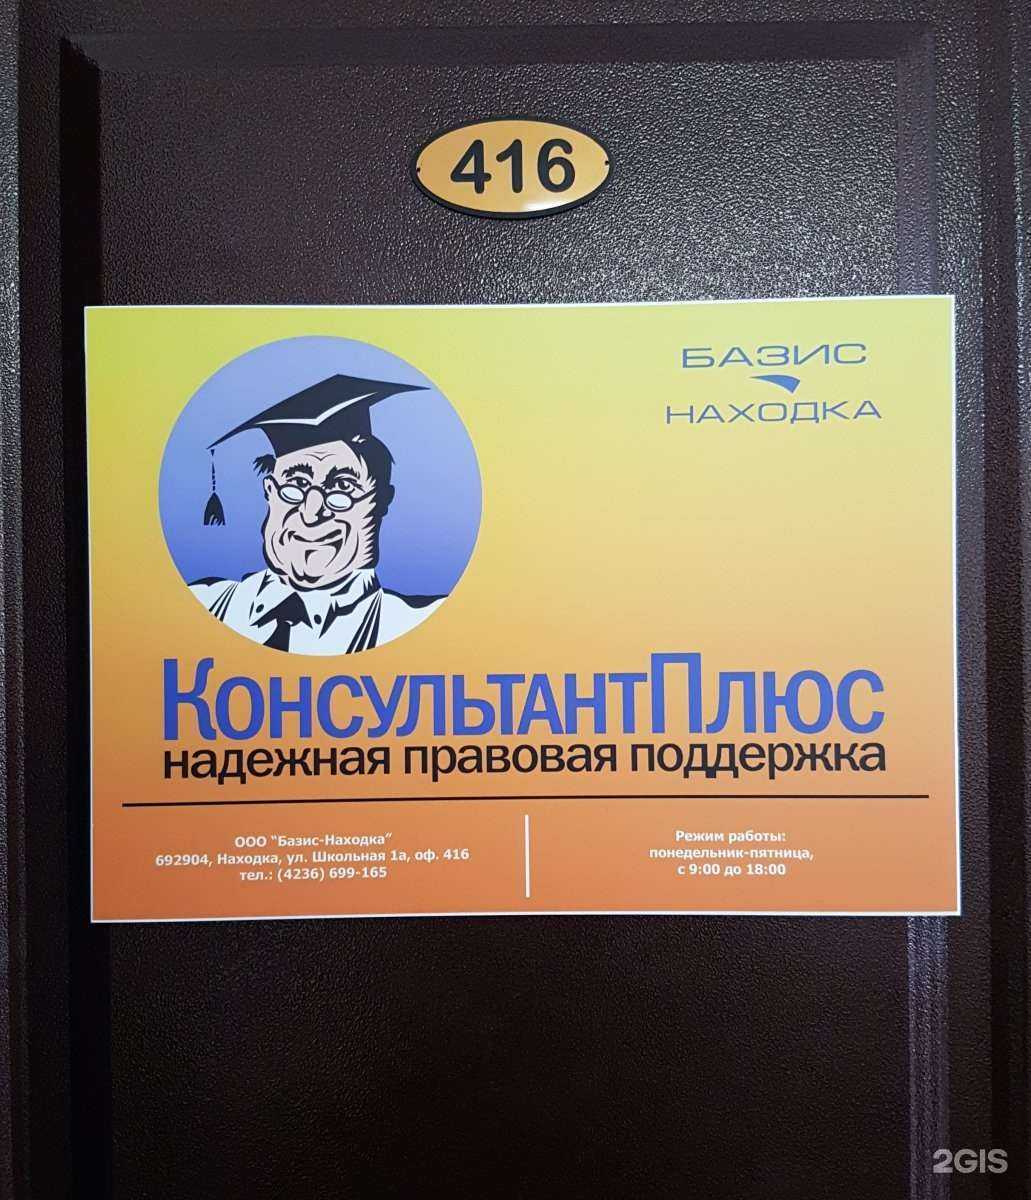 416
БАЗИС
НАХОДКА
КОНСУЛЬТАНТПЛЮС
надежная правовая поддержка
ООО "Базис-Находка"
692904, Находка, ул. Школьная 1а, оф. 416
тел.: (4236) 699-165
Режим работы:
понедельник-пятница,
с 9:00 до 18:00
2GIS